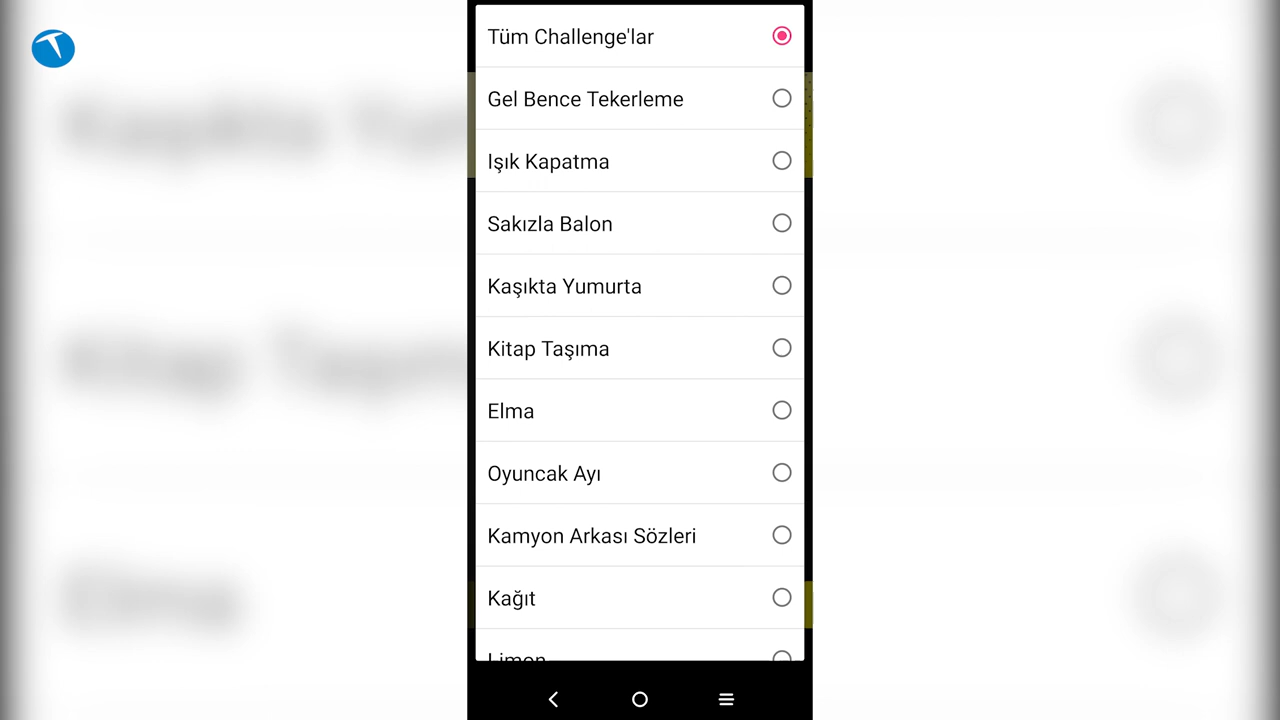 Tüm Challenge'lar
Gel Bence Tekerleme
Işık Kapatma
Sakızla Balon
Kaşıkta Yumurta
Kitap Taşıma
Elma
Oyuncak Ayı
Kamyon Arkası Sözleri
Kağıt
Limon